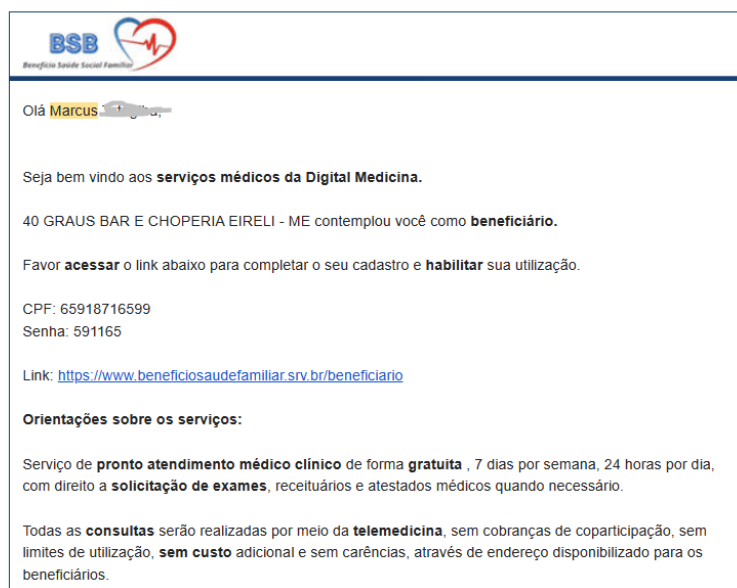 BSB
Benefício Saúde Social Familiar
Olá Marcus
Seja bem vindo aos serviços médicos da Digital Medicina.
40 GRAUS BAR E CHOPERIA EIRELI - ME contemplou você como beneficiário.
Favor acessar o link abaixo para completar o seu cadastro e habilitar sua utilização.
CPF: 65918716599
Senha: 591165
Link: https://www.beneficiosaudefamiliar.srv.br/beneficiario
Orientações sobre os serviços:
Serviço de pronto atendimento médico clínico de forma gratuita , 7 dias por semana, 24 horas por dia,
com direito a solicitação de exames, receituários e atestados médicos quando necessário.
Todas as consultas serão realizadas por meio da telemedicina, sem cobranças de coparticipação, sem
limites de utilização, sem custo adicional e sem carências, através de endereço disponibilizado para os
beneficiários.